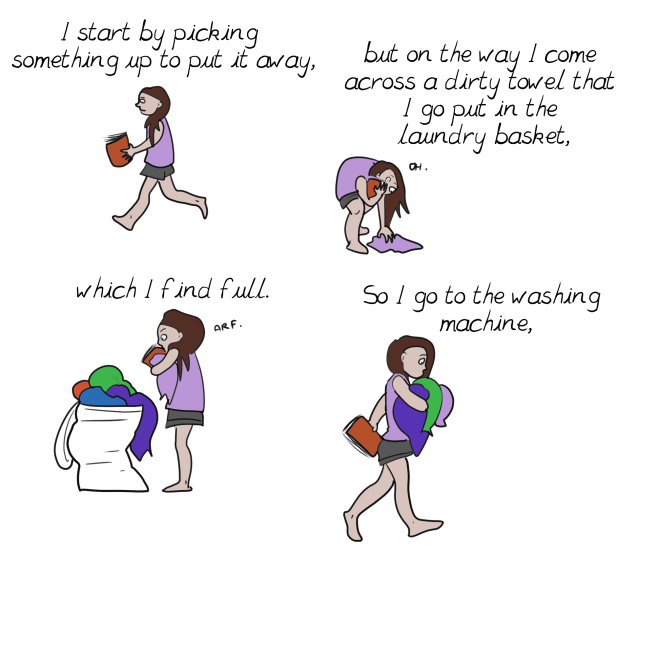 I start by picking
something up to put it away,
but on the way I come
across a dirty towel that
I go put in the
laundry basket,
OH.
which I find full.
ARF.
So I go to the washing
machine,